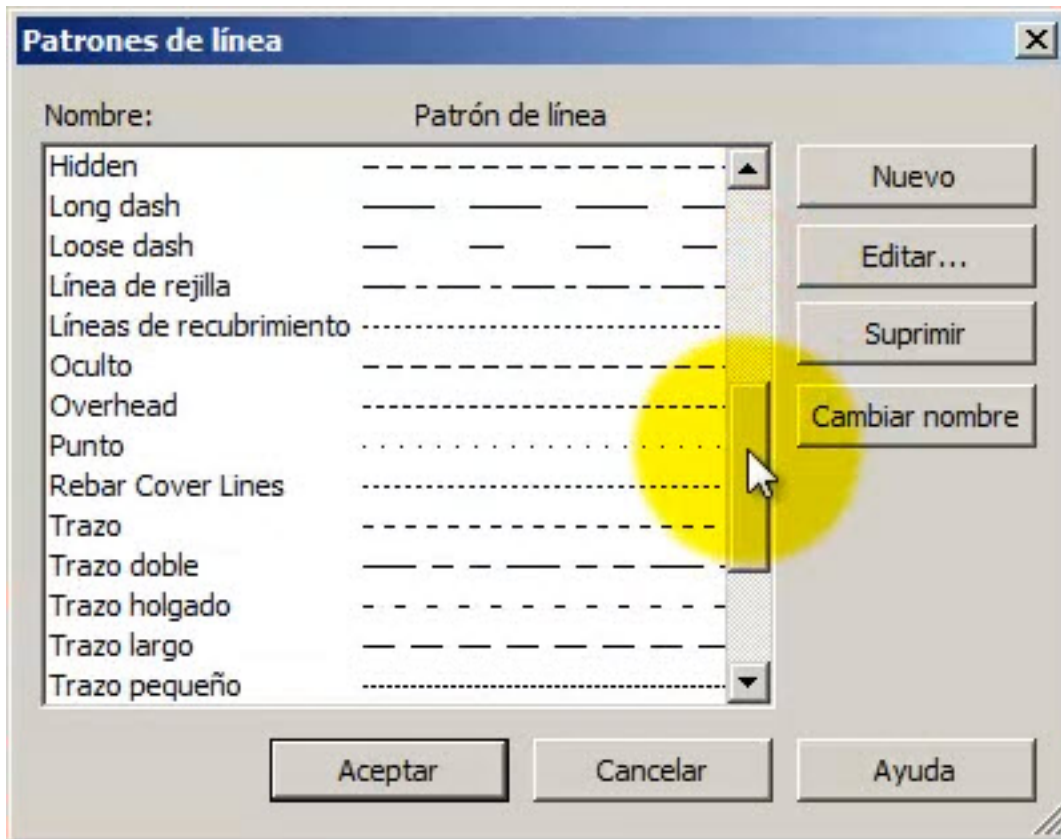 Patrones de línea
Nombre: Patrón de línea
Hidden
Long dash
Loose dash
Línea de rejilla
Líneas de recubrimiento
Oculto
Overhead
Punto
Rebar Cover Lines
Trazo
Trazo doble
Trazo holgado
Trazo largo
Trazo pequeño
Nuevo
Editar...
Suprimir
Cambiar nombre
Aceptar Cancelar Ayuda